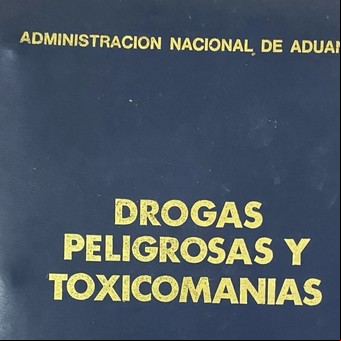 ADMINISTRACION NACIONAL DE ADUAN
DROGAS
PELIGROSAS Y
TOXICOMANIAS